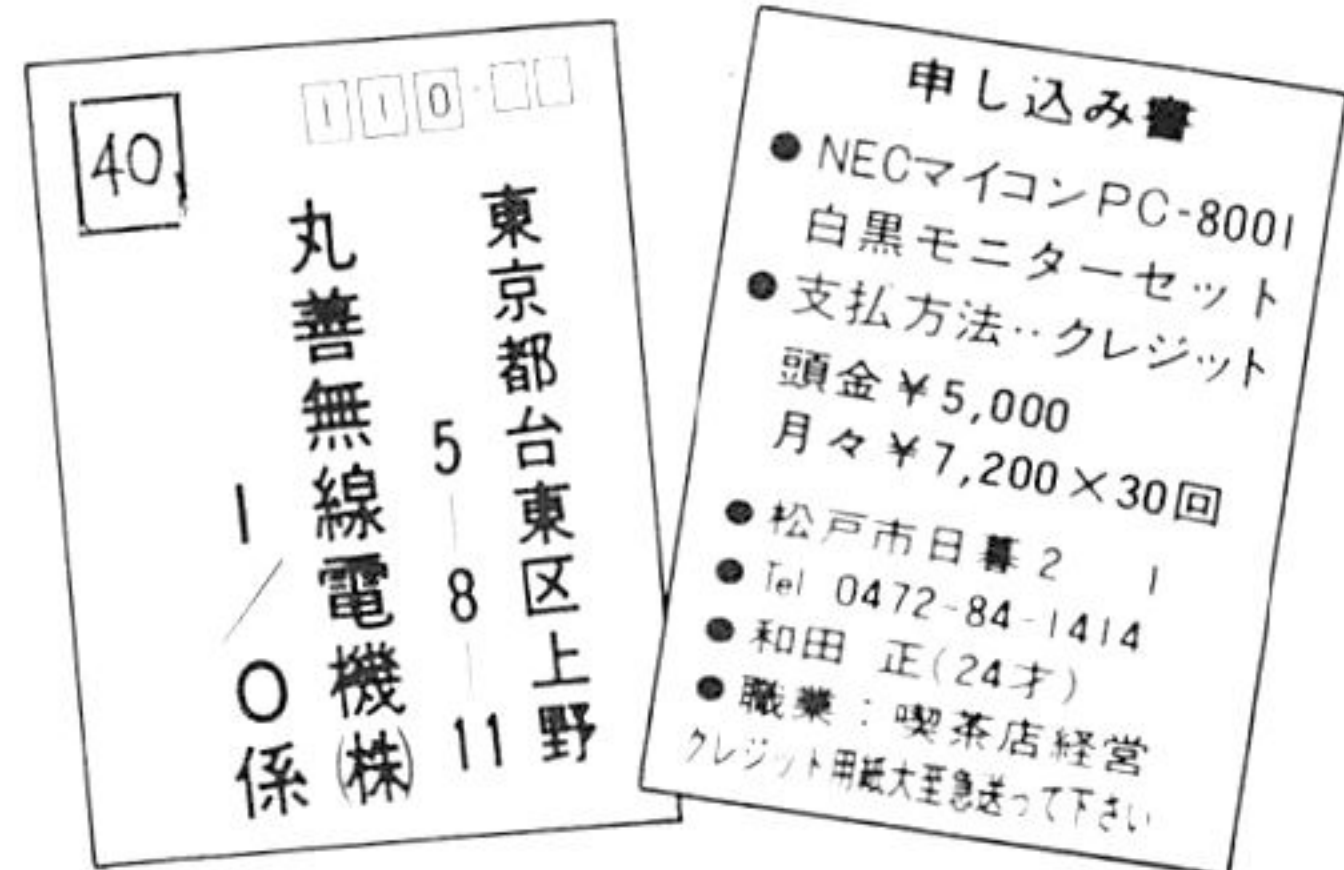 40
110
東京都台東区上野
5-8-11
丸善無線電機(株)
I/O係
申し込み書
● NECマイコンPC-8001
白黒モニターセット
● 支払方法‥クレジット
頭金¥5,000
月々¥7,200×30回
● 松戸市日暮2 1
● Tel 0472-84-1414
● 和田 正(24才)
● 職業:喫茶店経営
クレジット用紙大至急送って下さい